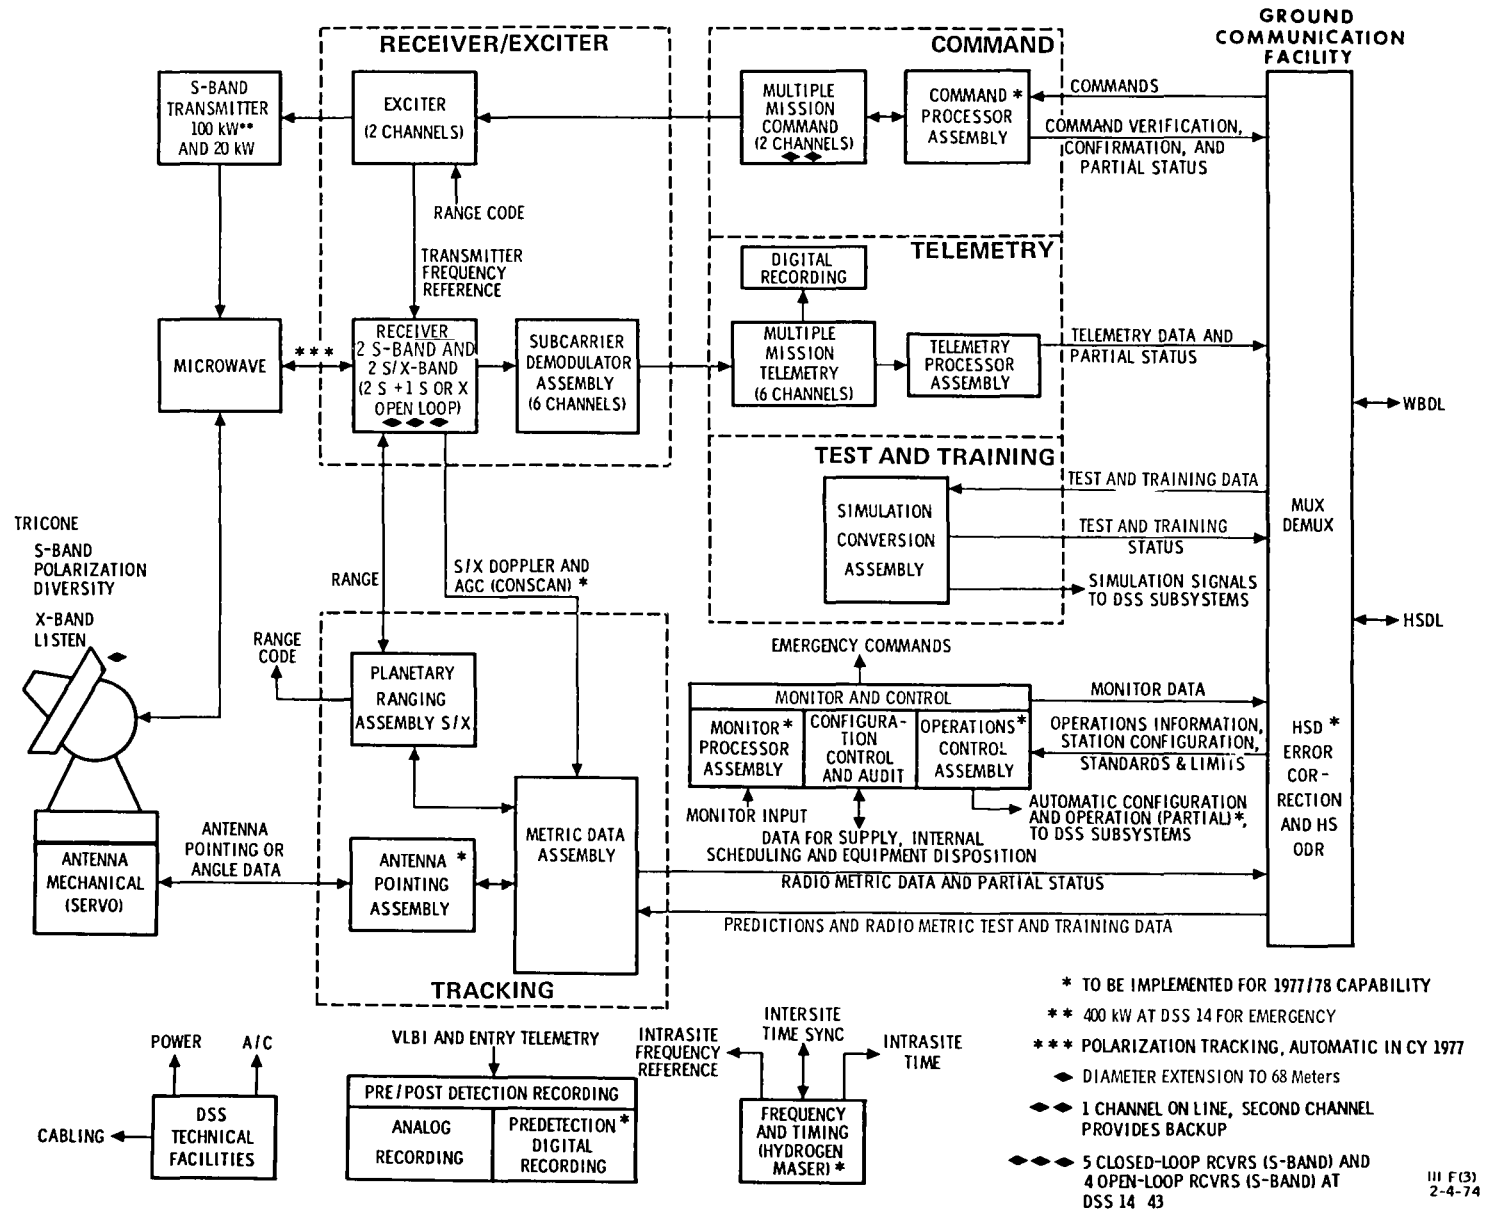 GROUND
COMMUNICATION
FACILITY
RECEIVER/EXCITER
COMMAND
S-BAND
TRANSMITTER
100 kW**
AND 20 kW
EXCITER
(2 CHANNELS)
MULTIPLE
MISSION
COMMAND
(2 CHANNELS)
COMMAND *
PROCESSOR
ASSEMBLY
COMMANDS
COMMAND VERIFICATION,
CONFIRMATION, AND
PARTIAL STATUS
RANGE CODE
TRANSMITTER
FREQUENCY
REFERENCE
TELEMETRY
DIGITAL
RECORDING
MICROWAVE
***
RECEIVER
2 S-BAND AND
2 S/X-BAND
(2 S +1 S OR X
OPEN LOOP)
SUBCARRIER
DEMODULATOR
ASSEMBLY
(6 CHANNELS)
MULTIPLE
MISSION
TELEMETRY
(6 CHANNELS)
TELEMETRY
PROCESSOR
ASSEMBLY
TELEMETRY DATA AND
PARTIAL STATUS
WBDL
TEST AND TRAINING
SIMULATION
CONVERSION
ASSEMBLY
TEST AND TRAINING DATA
TEST AND TRAINING
STATUS
SIMULATION SIGNALS
TO DSS SUBSYSTEMS
MUX
DEMUX
HSDL
TRICONE
S-BAND
POLARIZATION
DIVERSITY
X-BAND
LISTEN
RANGE
S/X DOPPLER AND
AGC (CONSCAN) *
RANGE
CODE
PLANETARY
RANGING
ASSEMBLY S/X
EMERGENCY COMMANDS
MONITOR AND CONTROL
MONITOR *
PROCESSOR
ASSEMBLY
CONFIGURA-
TION
CONTROL
AND AUDIT
OPERATIONS *
CONTROL
ASSEMBLY
MONITOR DATA
OPERATIONS INFORMATION,
STATION CONFIGURATION,
STANDARDS & LIMITS
HSD *
ERROR
COR-
RECTION
AND HS
ODR
MONITOR INPUT
DATA FOR SUPPLY, INTERNAL
SCHEDULING AND EQUIPMENT DISPOSITION
AUTOMATIC CONFIGURATION
AND OPERATION (PARTIAL)*,
TO DSS SUBSYSTEMS
ANTENNA
MECHANICAL
(SERVO)
ANTENNA
POINTING OR
ANGLE DATA
ANTENNA *
POINTING
ASSEMBLY
METRIC DATA
ASSEMBLY
RADIO METRIC DATA AND PARTIAL STATUS
PREDICTIONS AND RADIO METRIC TEST AND TRAINING DATA
TRACKING
POWER
A/C
CABLING
DSS
TECHNICAL
FACILITIES
VLBI AND ENTRY TELEMETRY
PRE/POST DETECTION RECORDING
ANALOG
RECORDING
PREDETECTION *
DIGITAL
RECORDING
INTRASITE
FREQUENCY
REFERENCE
INTERSITE
TIME SYNC
INTRASITE
TIME
FREQUENCY
AND TIMING
(HYDROGEN
MASER) *
* TO BE IMPLEMENTED FOR 1977/78 CAPABILITY
** 400 kW AT DSS 14 FOR EMERGENCY
*** POLARIZATION TRACKING, AUTOMATIC IN CY 1977
◆ DIAMETER EXTENSION TO 68 Meters
◆◆ 1 CHANNEL ON LINE, SECOND CHANNEL
PROVIDES BACKUP
◆◆◆ 5 CLOSED-LOOP RCVRS (S-BAND) AND
4 OPEN-LOOP RCVRS (S-BAND) AT
DSS 14 43
III F(3)
2-4-74